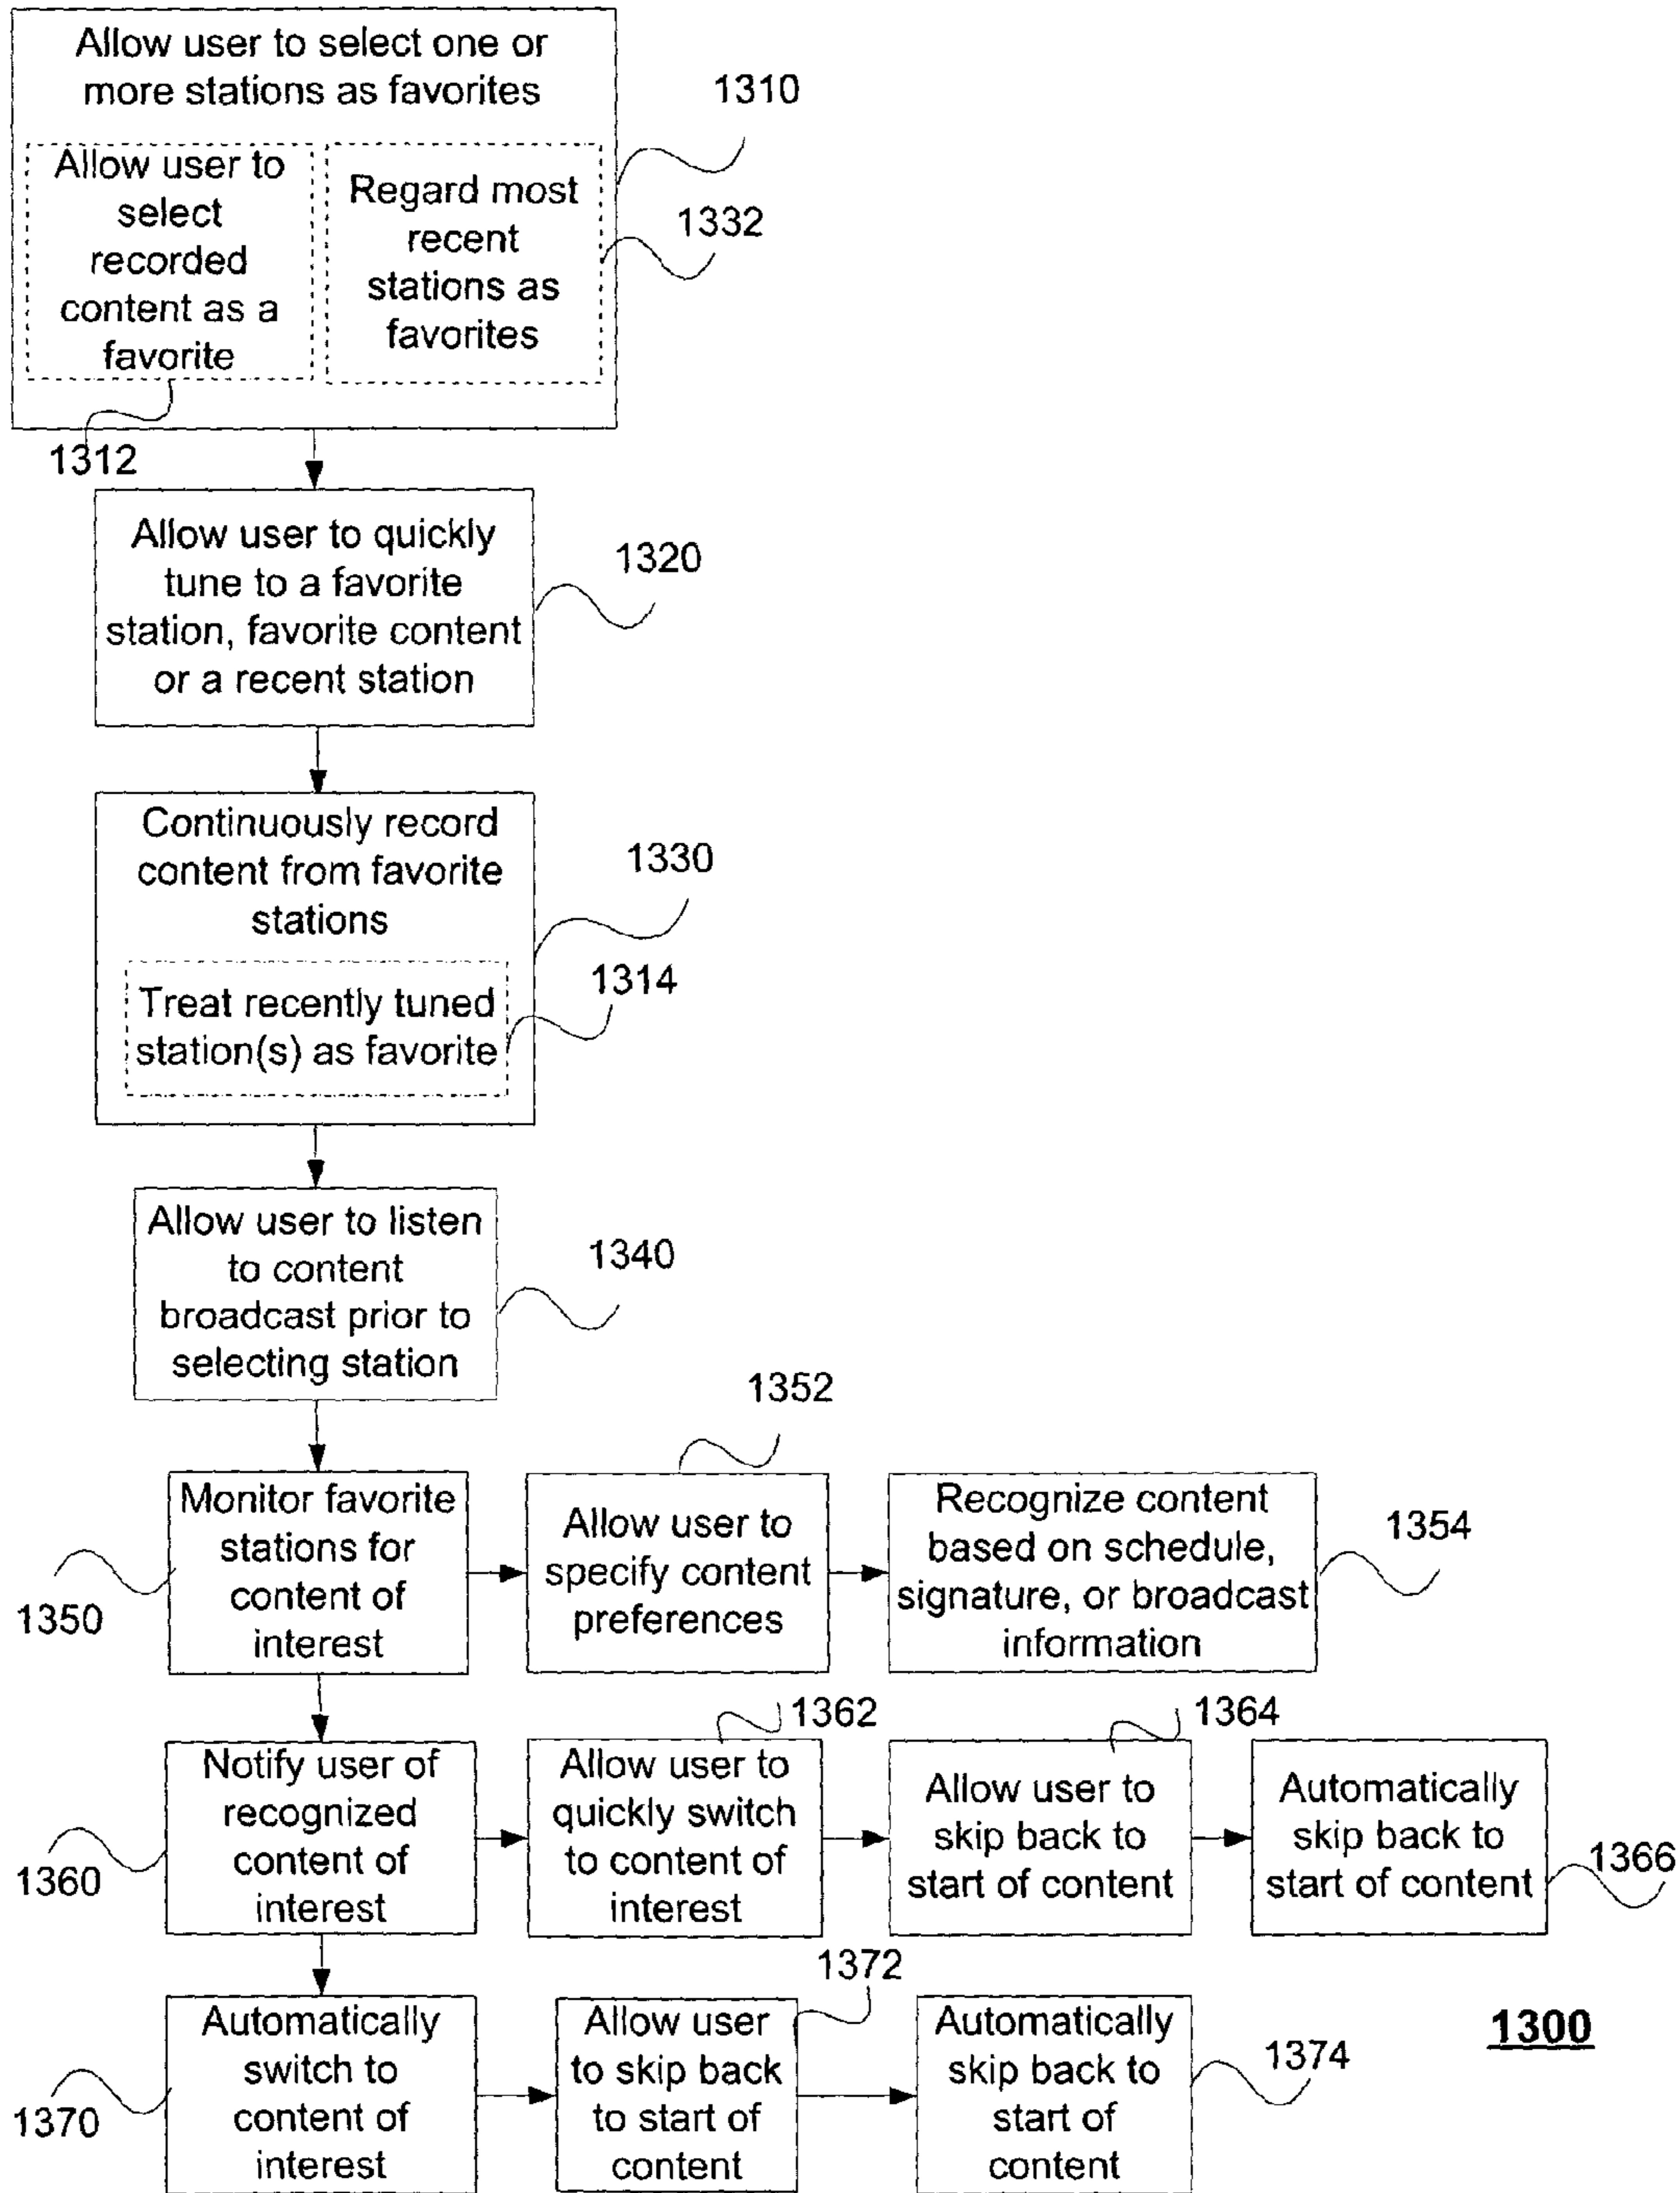 Allow user to select one or
more stations as favorites
1310
Allow user to
select
recorded
content as a
favorite
Regard most
recent
stations as
favorites
1332
1312
Allow user to quickly
tune to a favorite
station, favorite content
or a recent station
1320
Continuously record
content from favorite
stations
1330
Treat recently tuned
station(s) as favorite
1314
Allow user to listen
to content
broadcast prior to
selecting station
1340
Monitor favorite
stations for
content of
interest
1350
1352
Allow user to
specify content
preferences
Recognize content
based on schedule,
signature, or broadcast
information
1354
Notify user of
recognized
content of
interest
1360
1362
Allow user to
quickly switch
to content of
interest
1364
Allow user to
skip back to
start of content
Automatically
skip back to
start of content
1366
Automatically
switch to
content of
interest
1370
1372
Allow user
to skip back
to start of
content
Automatically
skip back to
start of
content
1374
1300